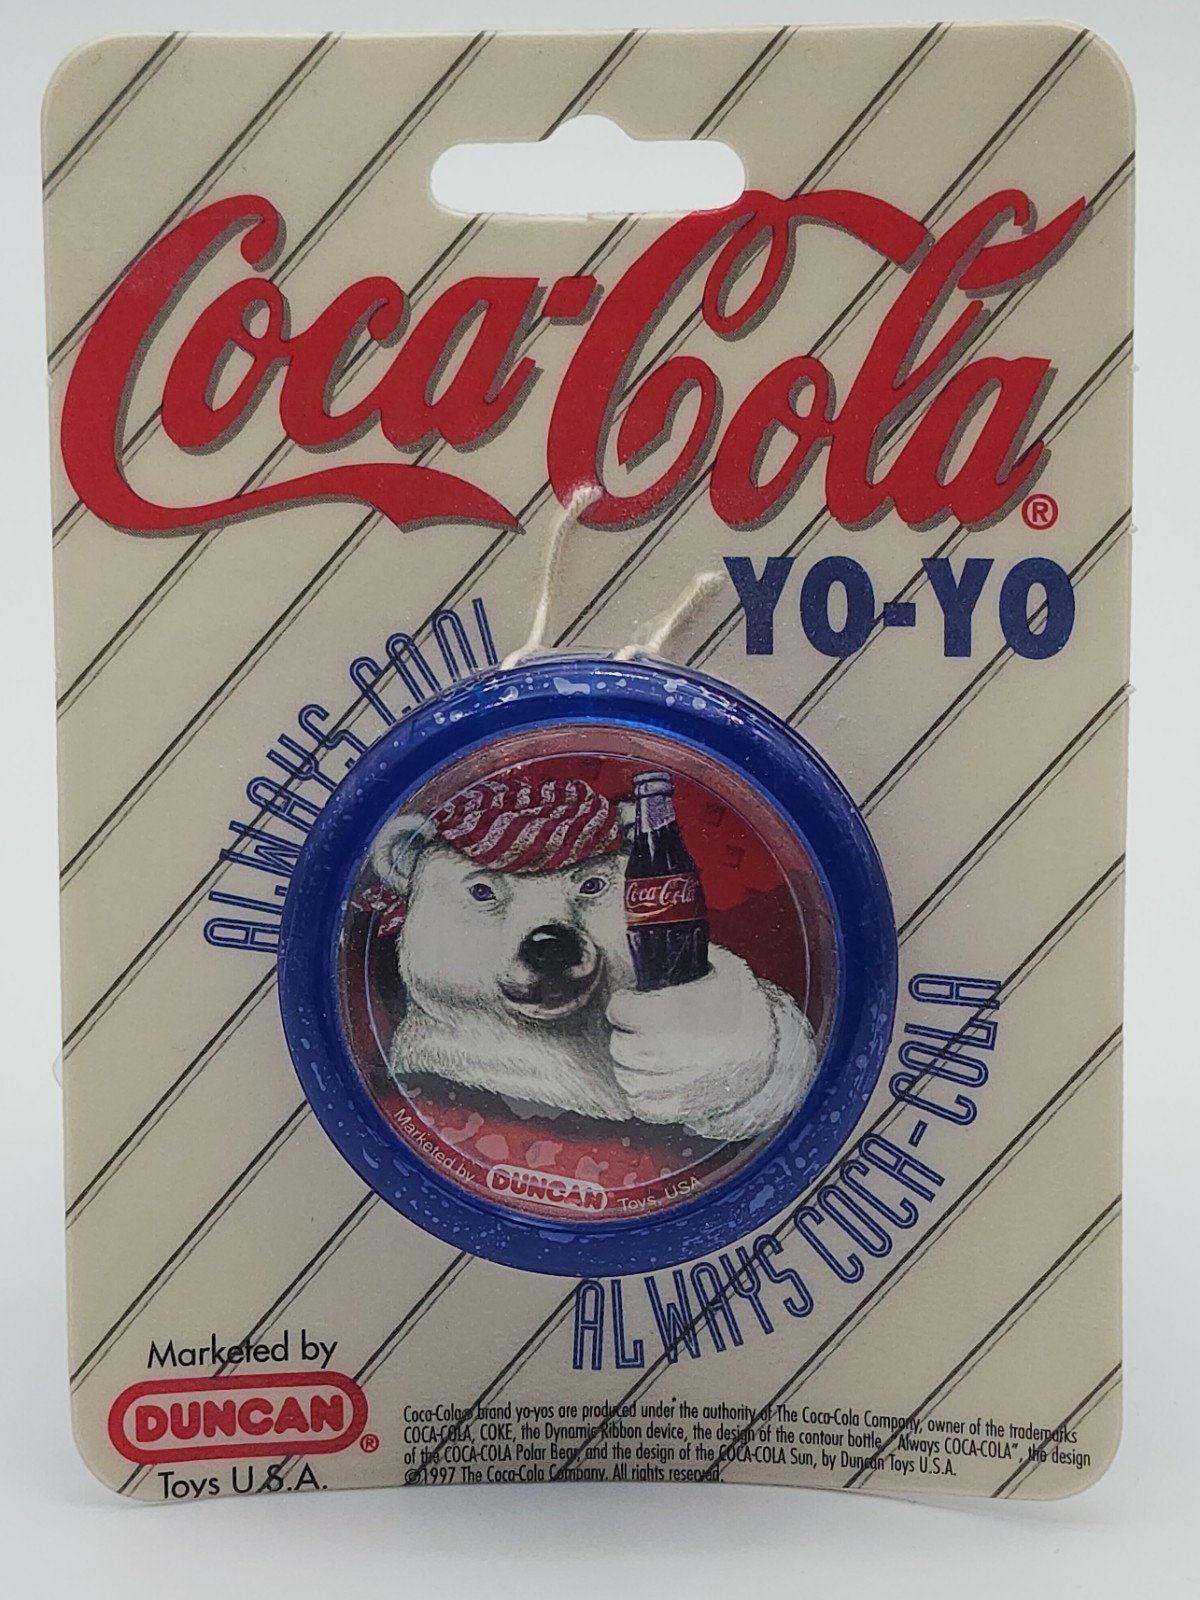 Coca-Cola®
YO-YO
ALWAYS COOL
Coca-Cola
Marketed by DUNCAN Toys, USA
ALWAYS COCA-COLA
Marketed by
DUNCAN®
Toys U.S.A.
Coca-Cola® brand yo-yos are produced under the authority of The Coca-Cola Company, owner of the trademarks
COCA-COLA, COKE, the Dynamic Ribbon device, the design of the contour bottle, "Always COCA-COLA", the design
of the COCA-COLA Polar Bear, and the design of the COCA-COLA Sun, by Duncan Toys U.S.A.
©1997 The Coca-Cola Company. All rights reserved.